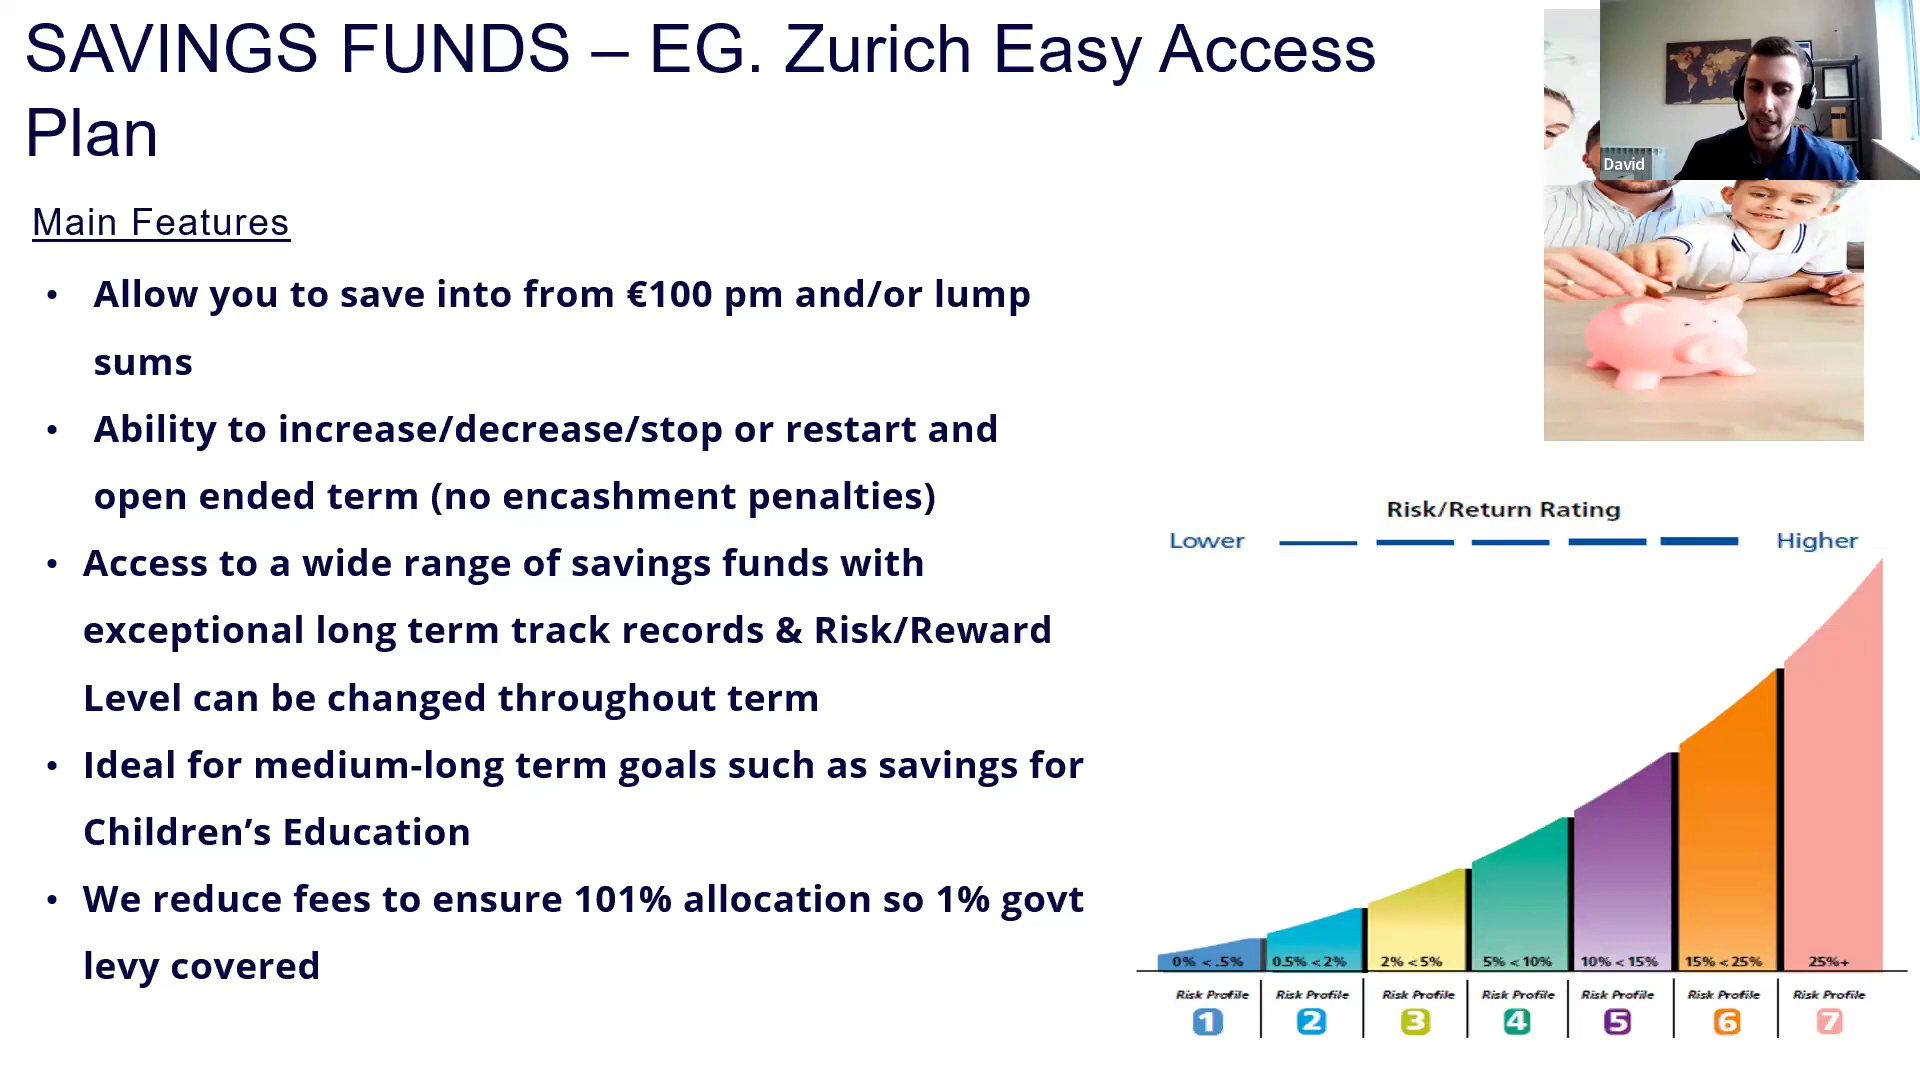 SAVINGS FUNDS – EG. Zurich Easy Access
Plan
David
Main Features
• Allow you to save into from €100 pm and/or lump
sums
• Ability to increase/decrease/stop or restart and
open ended term (no encashment penalties)
• Access to a wide range of savings funds with
exceptional long term track records & Risk/Reward
Level can be changed throughout term
• Ideal for medium-long term goals such as savings for
Children’s Education
• We reduce fees to ensure 101% allocation so 1% govt
levy covered
Risk/Return Rating
Lower Higher
0% < .5% 0.5% < 2% 2% < 5% 5% < 10% 10% < 15% 15% < 25% 25%+
Risk Profile Risk Profile Risk Profile Risk Profile Risk Profile Risk Profile Risk Profile
1 2 3 4 5 6 7